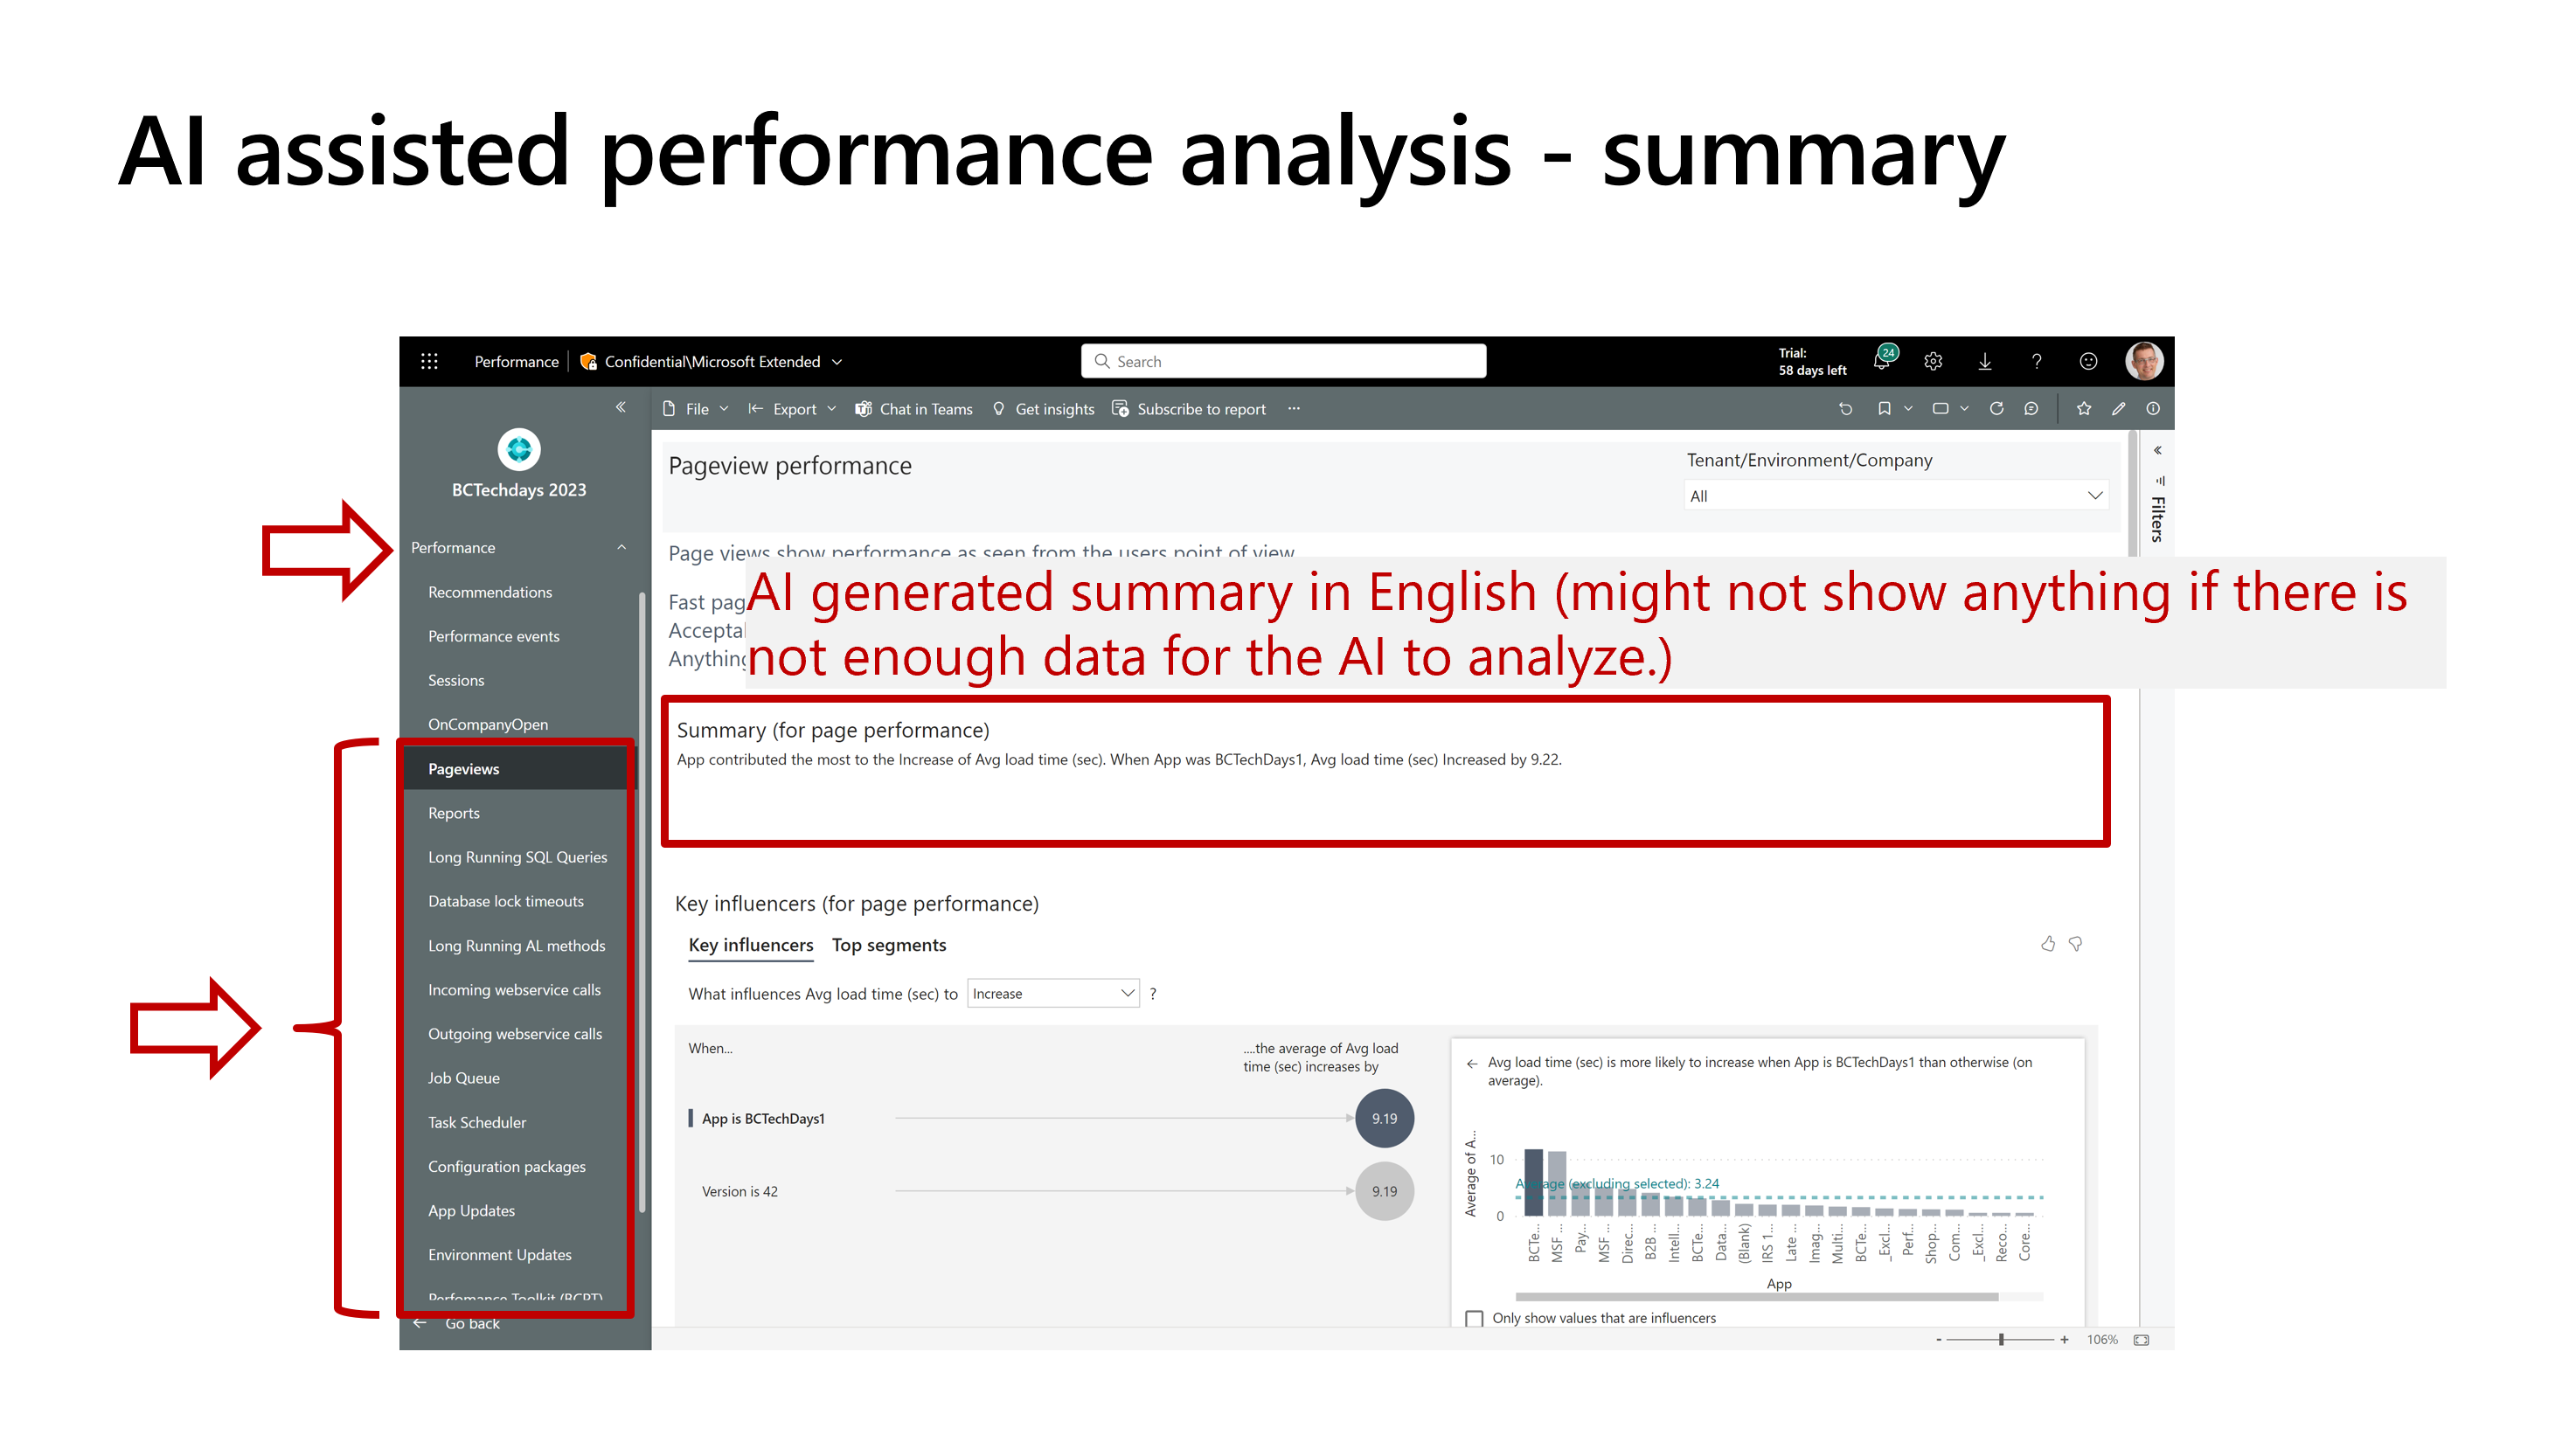 AI assisted performance analysis - summary
Performance
Confidential\Microsoft Extended
Search
Trial:
58 days left
24
File
Export
Chat in Teams
Get insights
Subscribe to report
BCTechdays 2023
Performance
Recommendations
Performance events
Sessions
OnCompanyOpen
Pageviews
Reports
Long Running SQL Queries
Database lock timeouts
Long Running AL methods
Incoming webservice calls
Outgoing webservice calls
Job Queue
Task Scheduler
Configuration packages
App Updates
Environment Updates
Perfomance Toolkit (BCPT)
Go back
Pageview performance
Tenant/Environment/Company
All
Filters
Page views show performance as seen from the users point of view
Fast pag
Accepta
Anything
AI generated summary in English (might not show anything if there is
not enough data for the AI to analyze.)
Summary (for page performance)
App contributed the most to the Increase of Avg load time (sec). When App was BCTechDays1, Avg load time (sec) Increased by 9.22.
Key influencers (for page performance)
Key influencers
Top segments
What influences Avg load time (sec) to
Increase
?
When...
....the average of Avg load
time (sec) increases by
App is BCTechDays1
9.19
Version is 42
9.19
Avg load time (sec) is more likely to increase when App is BCTechDays1 than otherwise (on
average).
Average of A...
10
0
Average (excluding selected): 3.24
BCTe...
MSF ...
Pay...
MSF ...
Direc...
B2B ...
Intell...
BCTe...
Data...
(Blank)
IRS 1...
Late ...
Imag...
Multi...
BCTe...
_Excl...
Perf...
Shop...
Com...
_Excl...
Reco...
Core...
App
Only show values that are influencers
- + 106%